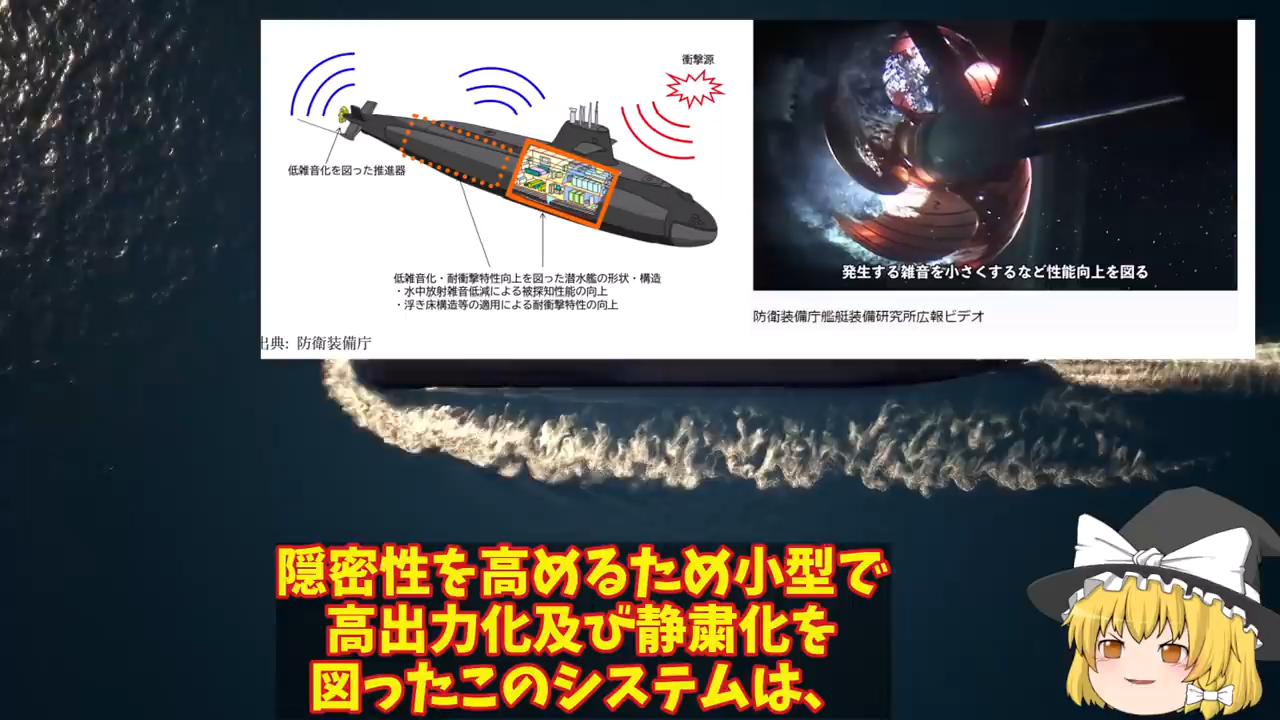 衝撃源
低雑音化を図った推進器
低雑音化・耐衝撃特性向上を図った潜水艦の形状・構造
・水中放射雑音低減による被探知性能の向上
・浮き床構造等の適用による耐衝撃特性の向上
出典: 防衛装備庁
発生する雑音を小さくするなど性能向上を図る
防衛装備庁艦艇装備研究所広報ビデオ
隠密性を高めるため小型で
高出力化及び静粛化を
図ったこのシステムは、